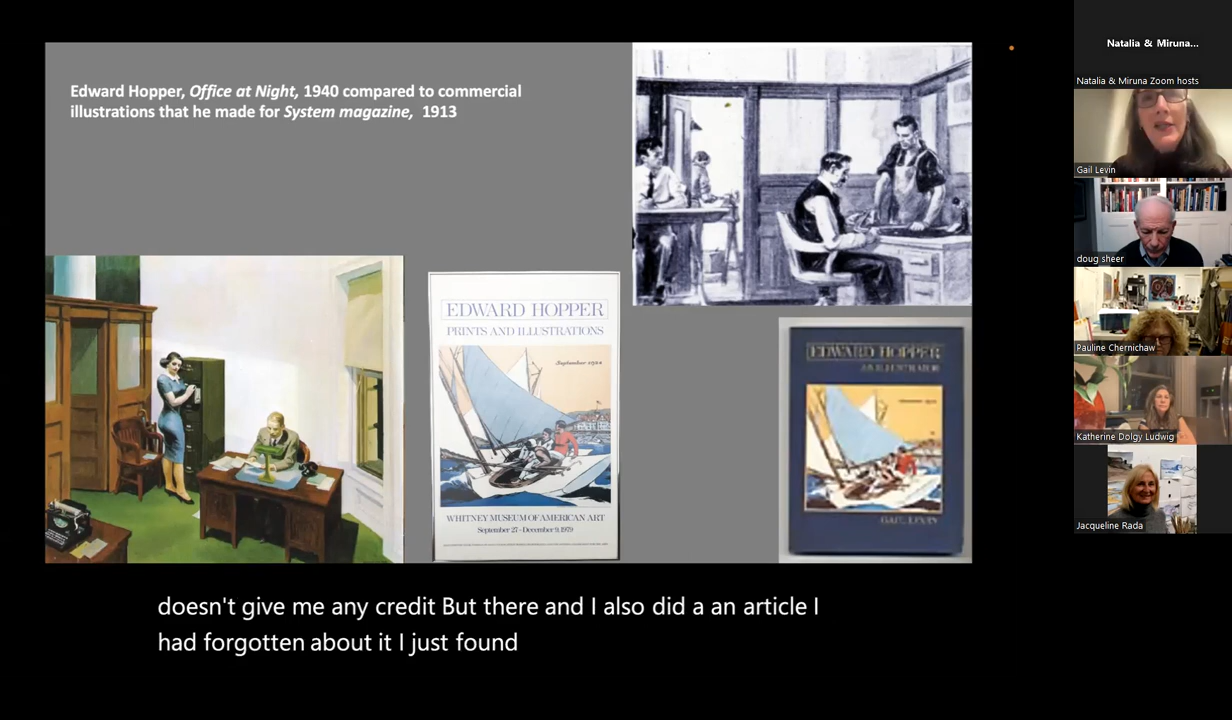 Edward Hopper, Office at Night, 1940 compared to commercial
illustrations that he made for System magazine, 1913
EDWARD HOPPER
PRINTS AND ILLUSTRATIONS
September 1924
WHITNEY MUSEUM OF AMERICAN ART
September 27 - December 9, 1979
EDWARD HOPPER
AS ILLUSTRATOR
GAIL LEVIN
doesn't give me any credit But there and I also did a an article I
had forgotten about it I just found
Natalia & Miruna...
Natalia & Miruna Zoom hosts
Gail Levin
doug sheer
Pauline Chernichaw
Katherine Dolgy Ludwig
Jacqueline Rada